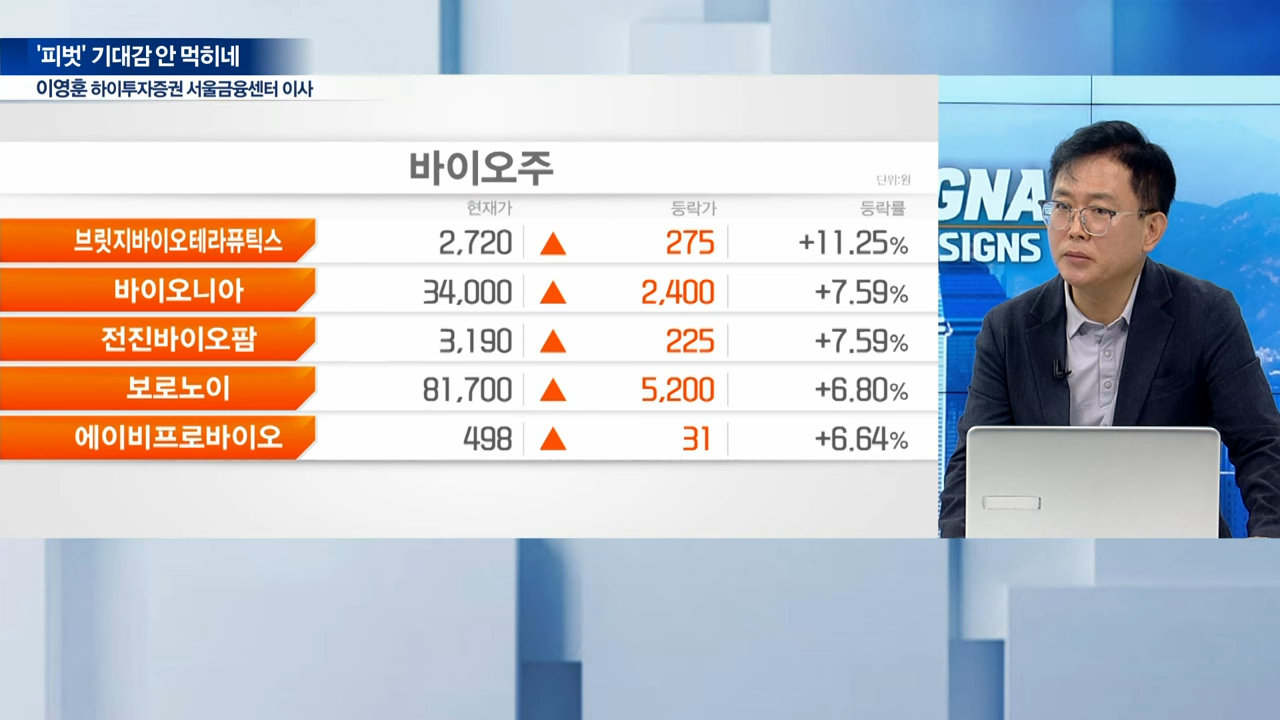 '피벗' 기대감 안 먹히네
이영훈 하이투자증권 서울금융센터 이사
바이오주
단위:원
현재가 등락가 등락률
브릿지바이오테라퓨틱스 2,720 ▲ 275 +11.25%
바이오니아 34,000 ▲ 2,400 +7.59%
전진바이오팜 3,190 ▲ 225 +7.59%
보로노이 81,700 ▲ 5,200 +6.80%
에이비프로바이오 498 ▲ 31 +6.64%
GNA
SIGNS